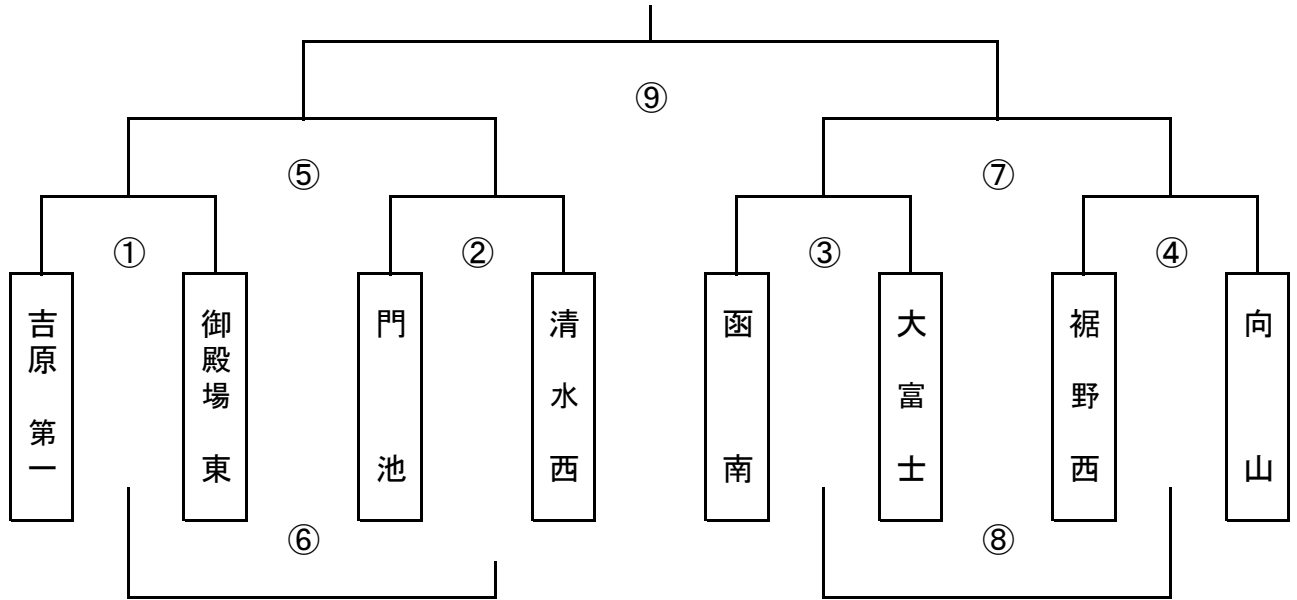 ⑨
⑤
⑦
①
②
③
④
吉原 第一
御殿場 東
門池
清水西
函南
大富士
裾野西
向山
⑥
⑧